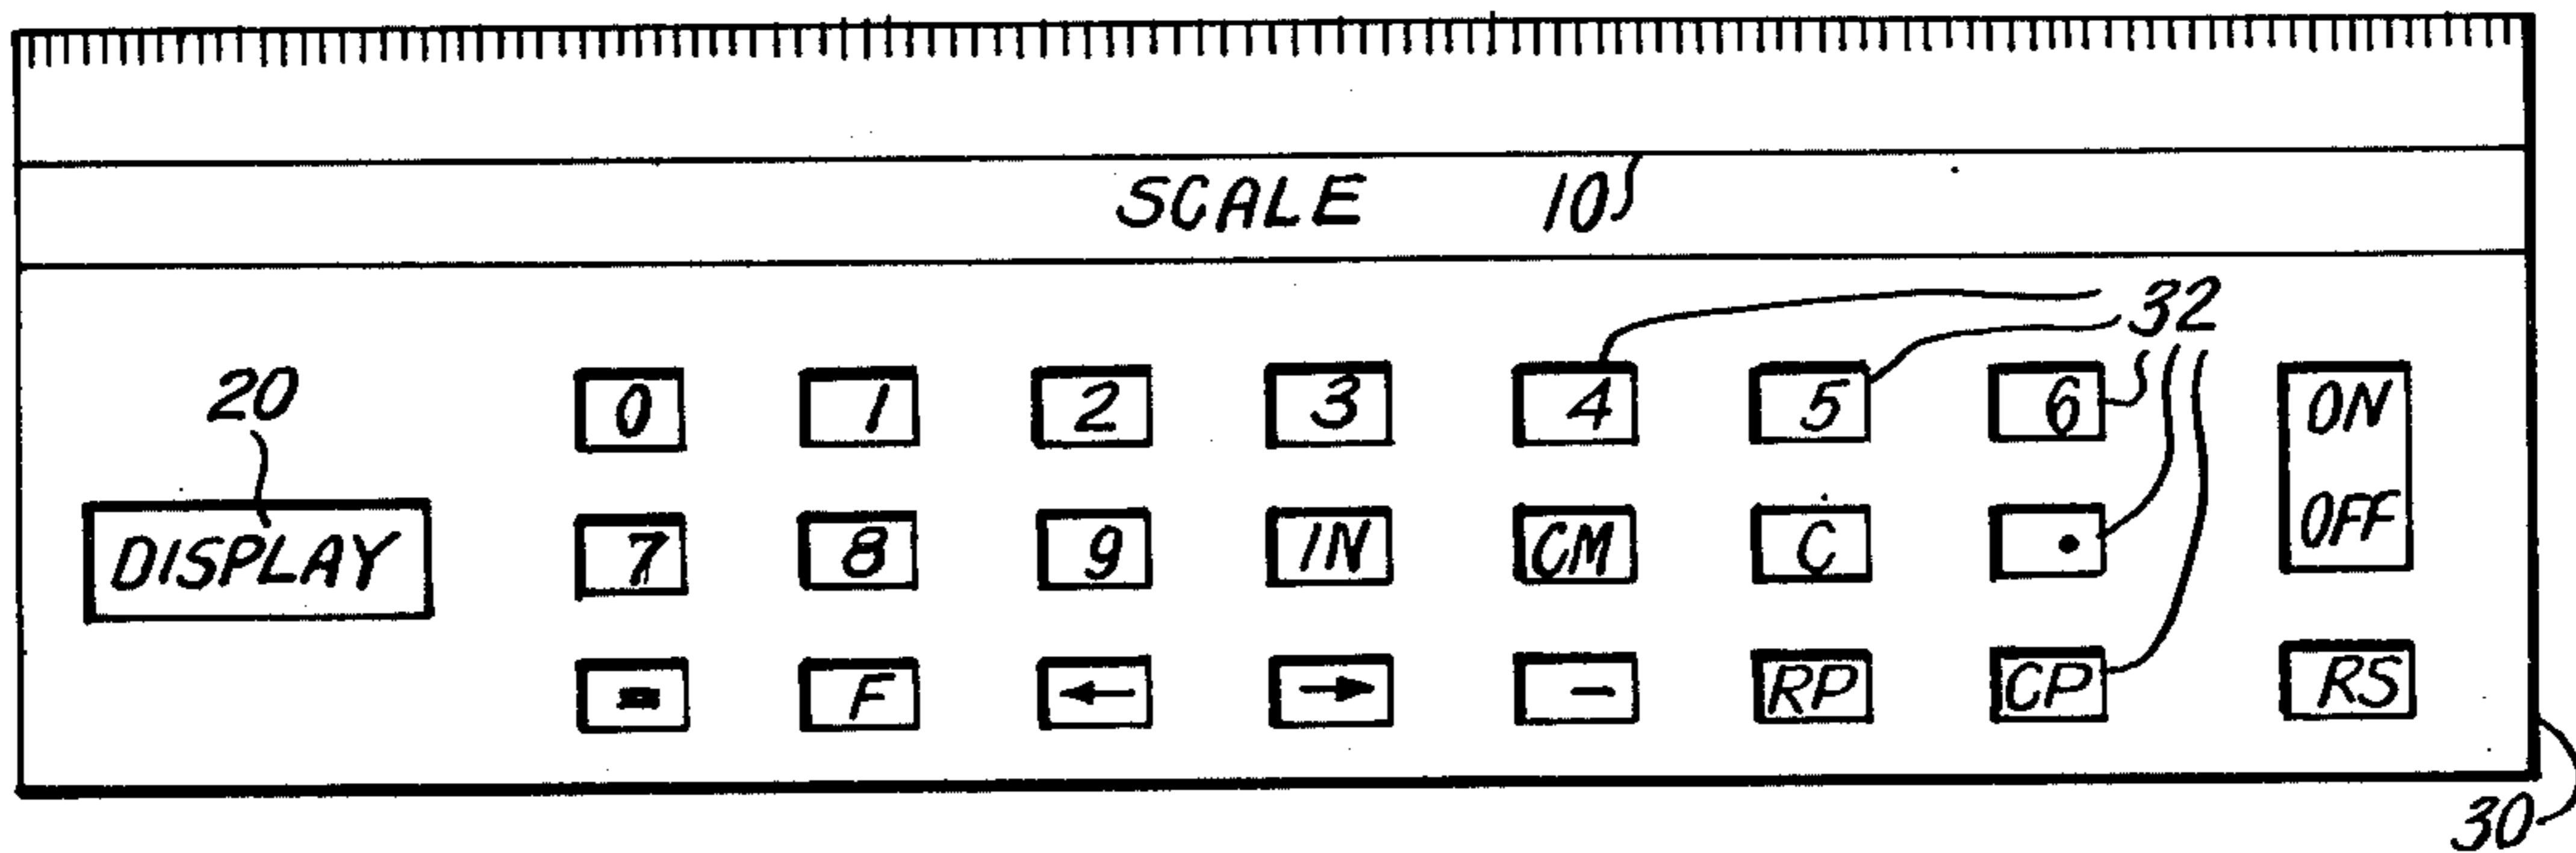 SCALE 10
32
20 0 1 2 3 4 5 6 ON
DISPLAY 7 8 9 IN CM C • OFF
= F ← → − RP CP RS
30